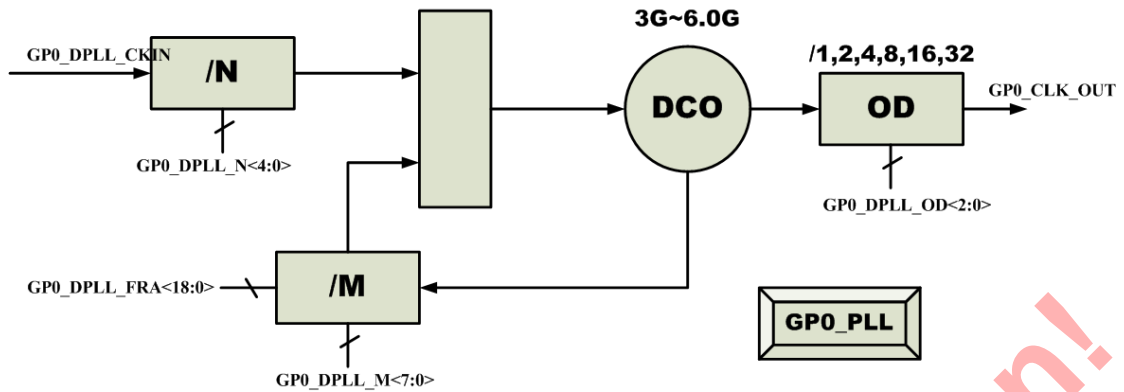 3G~6.0G
GP0_DPLL_CKIN
/N
/1,2,4,8,16,32
GP0_CLK_OUT
DCO
OD
GP0_DPLL_N<4:0>
GP0_DPLL_OD<2:0>
/M
GP0_DPLL_FRA<18:0>
GP0_PLL
GP0_DPLL_M<7:0>
n!